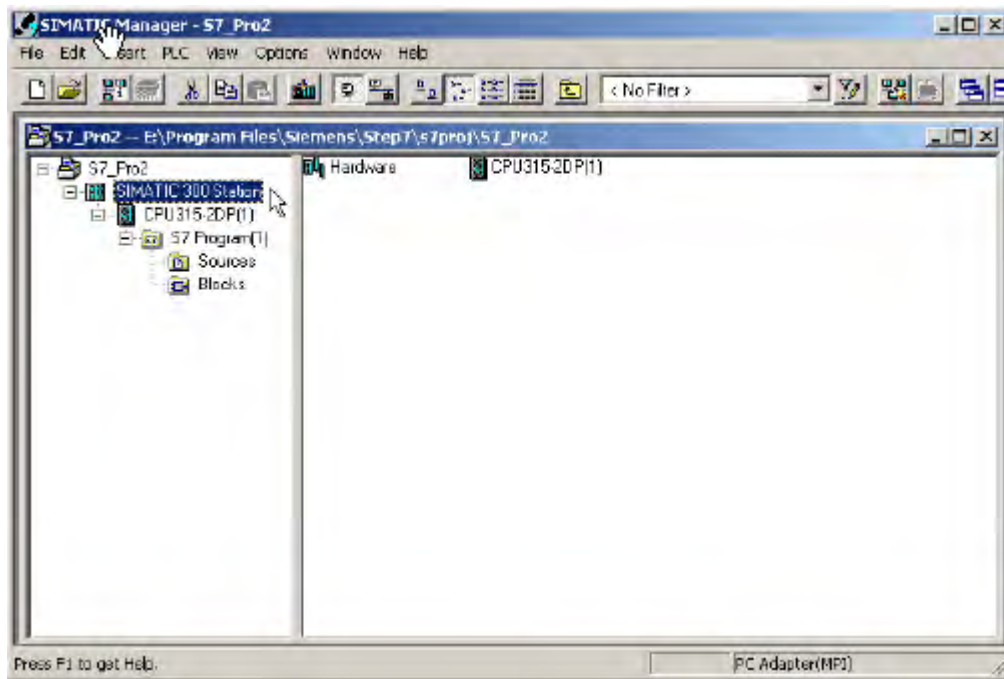 SIMATIC Manager - S7_Pro2
File Edit Insert PLC View Options Window Help
< No Filter >
S7_Pro2 -- E:\Program Files\Siemens\Step7\s7proj\S7_Pro2
S7_Pro2
SIMATIC 300 Station
CPU315-2DP(1)
S7 Program(1)
Sources
Blocks
Hardware
CPU315-2DP(1)
Press F1 to get Help.
PC Adapter(MPI)